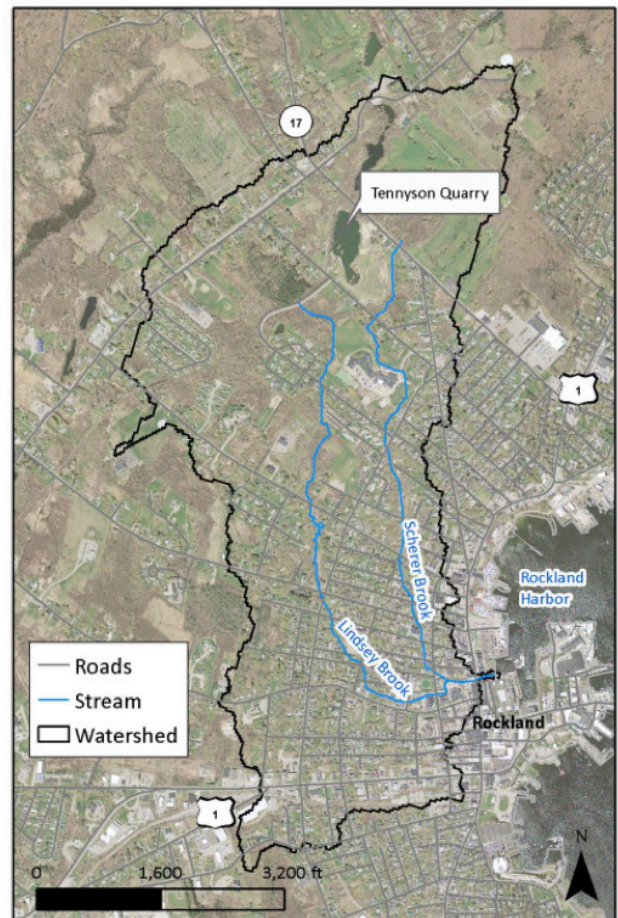 17
Tennyson Quarry
1
Scherer Brook
Rockland
Harbor
Lindsey Brook
Roads
Stream
Watershed
Rockland
1
N
0 1,600 3,200 ft